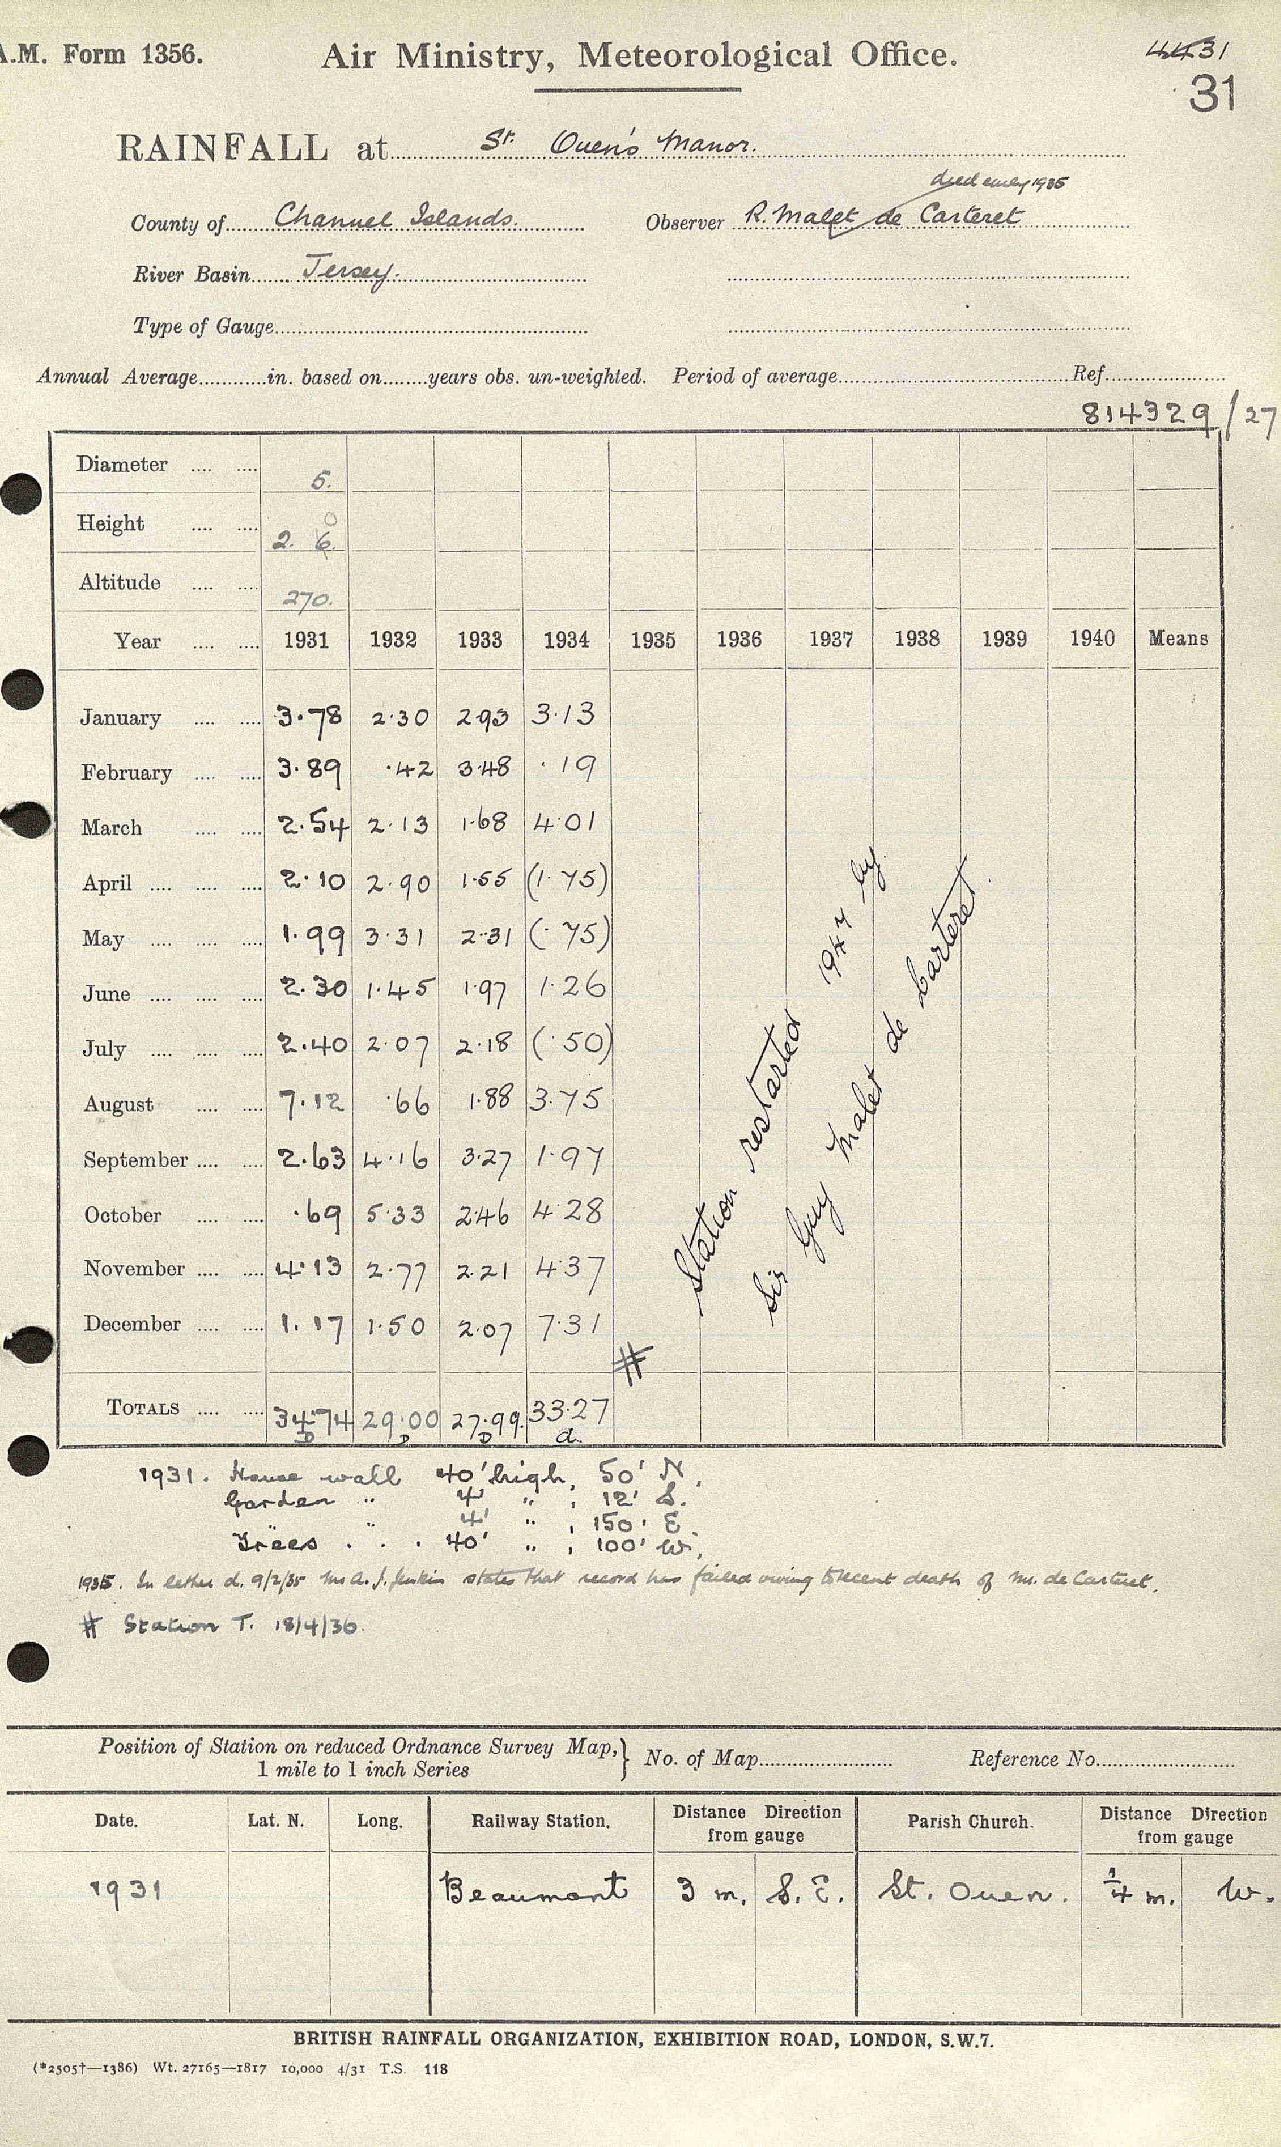 A.M. Form 1356. Air Ministry, Meteorological Office. 4431
31
RAINFALL at St. Ouen's Manor.
died early 1935
County of Channel Islands. Observer R. Malet de Carteret
River Basin Jersey.
Type of Gauge
Annual Average in. based on years obs. un-weighted. Period of average Ref.
814329/27
Diameter 5.
Height 2. 6 0
Altitude 270.
Year 1931 1932 1933 1934 1935 1936 1937 1938 1939 1940 Means
January 3.78 2.30 2.93 3.13
February 3.89 .42 3.48 .19
March 2.54 2.13 1.68 4.01
April 2.10 2.90 1.55 (1.75)
May 1.99 3.31 2.31 (.75)
June 2.30 1.45 1.97 1.26
July 2.40 2.07 2.18 (.50)
August 7.12 .66 1.88 3.75
September 2.63 4.16 3.27 1.97
October .69 5.33 2.46 4.28
November 4.13 2.77 2.21 4.37
December 1.17 1.50 2.07 7.31
#
TOTALS 34.74 29.00 27.99 33.27
D D D d.
Station restarted 1947 by
Sir Guy Malet de Carteret.
1931. House wall 40' high, 50' N.
Garden " 4' " , 12' S.
" 4' " , 150' E.
Trees . . . 40' " , 100' W.
1935. In letter d. 9/2/35 Mr A. J. Jenkin states that record has failed owing to recent death of Mr. de Carteret.
# Station T. 18/4/36.
Position of Station on reduced Ordnance Survey Map, } No. of Map Reference No.
1 mile to 1 inch Series
Date. Lat. N. Long. Railway Station. Distance Direction Parish Church. Distance Direction
from gauge from gauge
1931 Beaumont 3 m. S.E. St. Ouen. 1/4 m. W.
BRITISH RAINFALL ORGANIZATION, EXHIBITION ROAD, LONDON, S.W.7.
(*2505†—1386) Wt. 27165—1817 10,000 4/31 T.S. 118